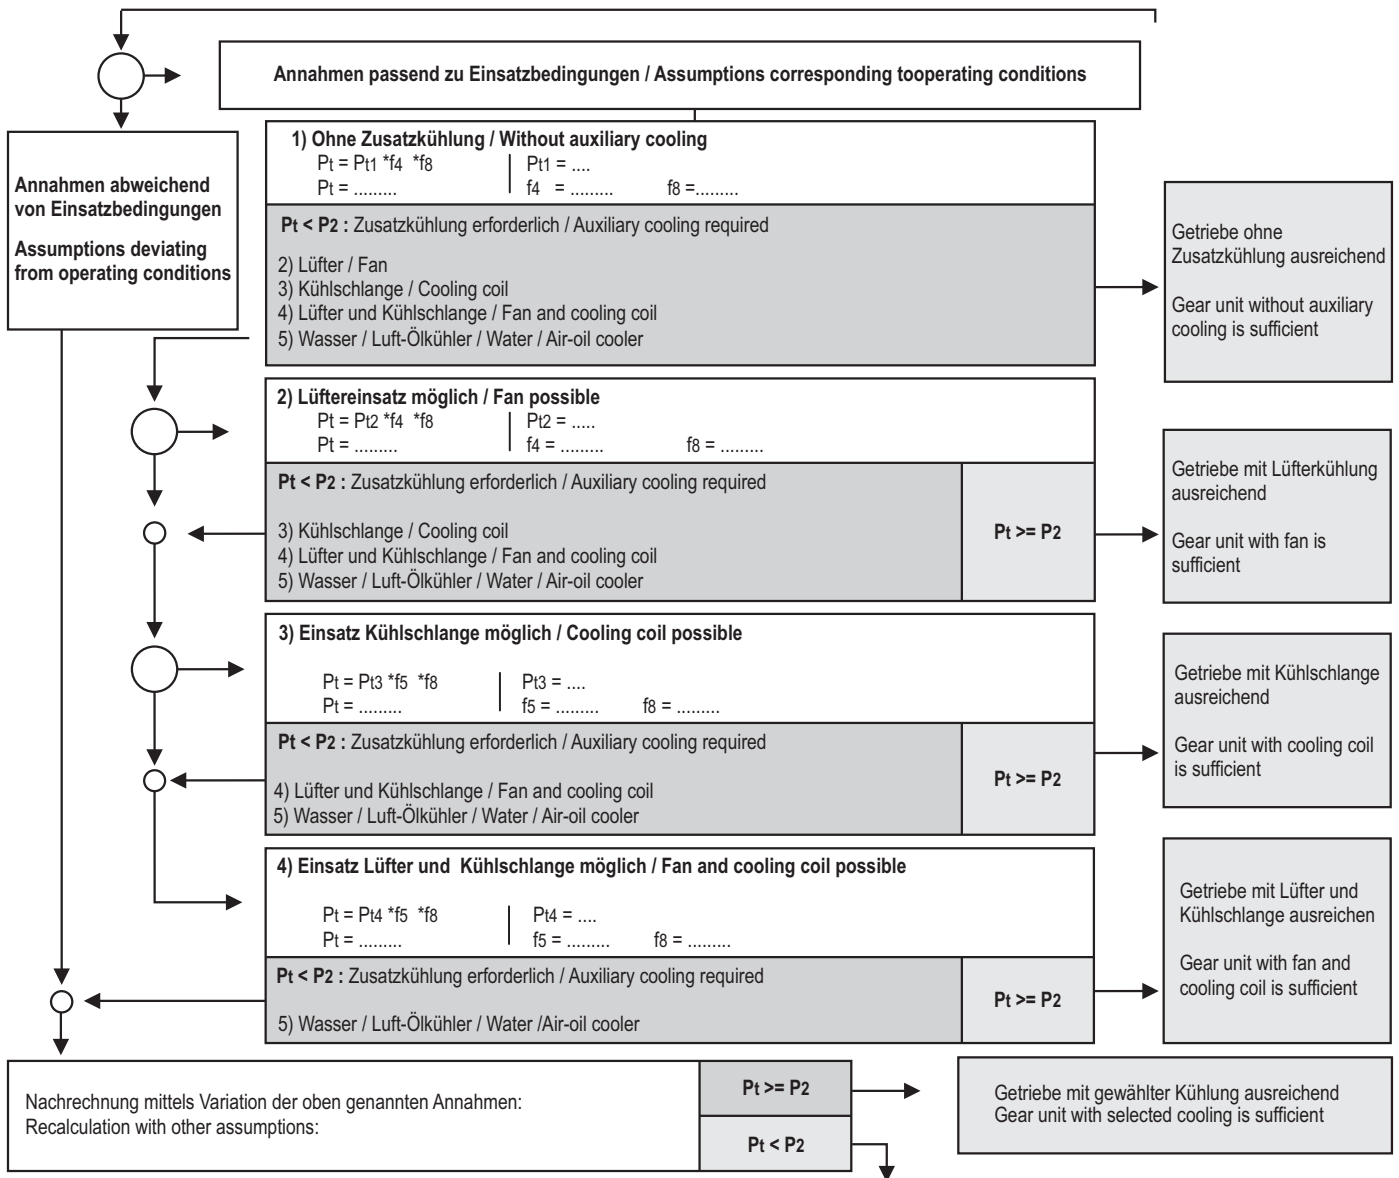 Annahmen passend zu Einsatzbedingungen / Assumptions corresponding tooperating conditions
Annahmen abweichend
von Einsatzbedingungen
Assumptions deviating
from operating conditions
1) Ohne Zusatzkühlung / Without auxiliary cooling
Pt = Pt1 *f4 *f8
Pt1 = ....
Pt = .........
f4 = .........
f8 =.........
Pt < P2 : Zusatzkühlung erforderlich / Auxiliary cooling required
2) Lüfter / Fan
3) Kühlschlange / Cooling coil
4) Lüfter und Kühlschlange / Fan and cooling coil
5) Wasser / Luft-Ölkühler / Water / Air-oil cooler
Getriebe ohne
Zusatzkühlung ausreichend
Gear unit without auxiliary
cooling is sufficient
2) Lüftereinsatz möglich / Fan possible
Pt = Pt2 *f4 *f8
Pt2 = .....
Pt = .........
f4 = .........
f8 = .........
Pt < P2 : Zusatzkühlung erforderlich / Auxiliary cooling required
3) Kühlschlange / Cooling coil
4) Lüfter und Kühlschlange / Fan and cooling coil
5) Wasser / Luft-Ölkühler / Water / Air-oil cooler
Pt >= P2
Getriebe mit Lüfterkühlung
ausreichend
Gear unit with fan is
sufficient
3) Einsatz Kühlschlange möglich / Cooling coil possible
Pt = Pt3 *f5 *f8
Pt3 = ....
Pt = .........
f5 = .........
f8 = .........
Pt < P2 : Zusatzkühlung erforderlich / Auxiliary cooling required
4) Lüfter und Kühlschlange / Fan and cooling coil
5) Wasser / Luft-Ölkühler / Water / Air-oil cooler
Pt >= P2
Getriebe mit Kühlschlange
ausreichend
Gear unit with cooling coil
is sufficient
4) Einsatz Lüfter und Kühlschlange möglich / Fan and cooling coil possible
Pt = Pt4 *f5 *f8
Pt4 = ....
Pt = .........
f5 = .........
f8 = .........
Pt < P2 : Zusatzkühlung erforderlich / Auxiliary cooling required
5) Wasser / Luft-Ölkühler / Water /Air-oil cooler
Pt >= P2
Getriebe mit Lüfter und
Kühlschlange ausreichen
Gear unit with fan and
cooling coil is sufficient
Nachrechnung mittels Variation der oben genannten Annahmen:
Recalculation with other assumptions:
Pt >= P2
Pt < P2
Getriebe mit gewählter Kühlung ausreichend
Gear unit with selected cooling is sufficient